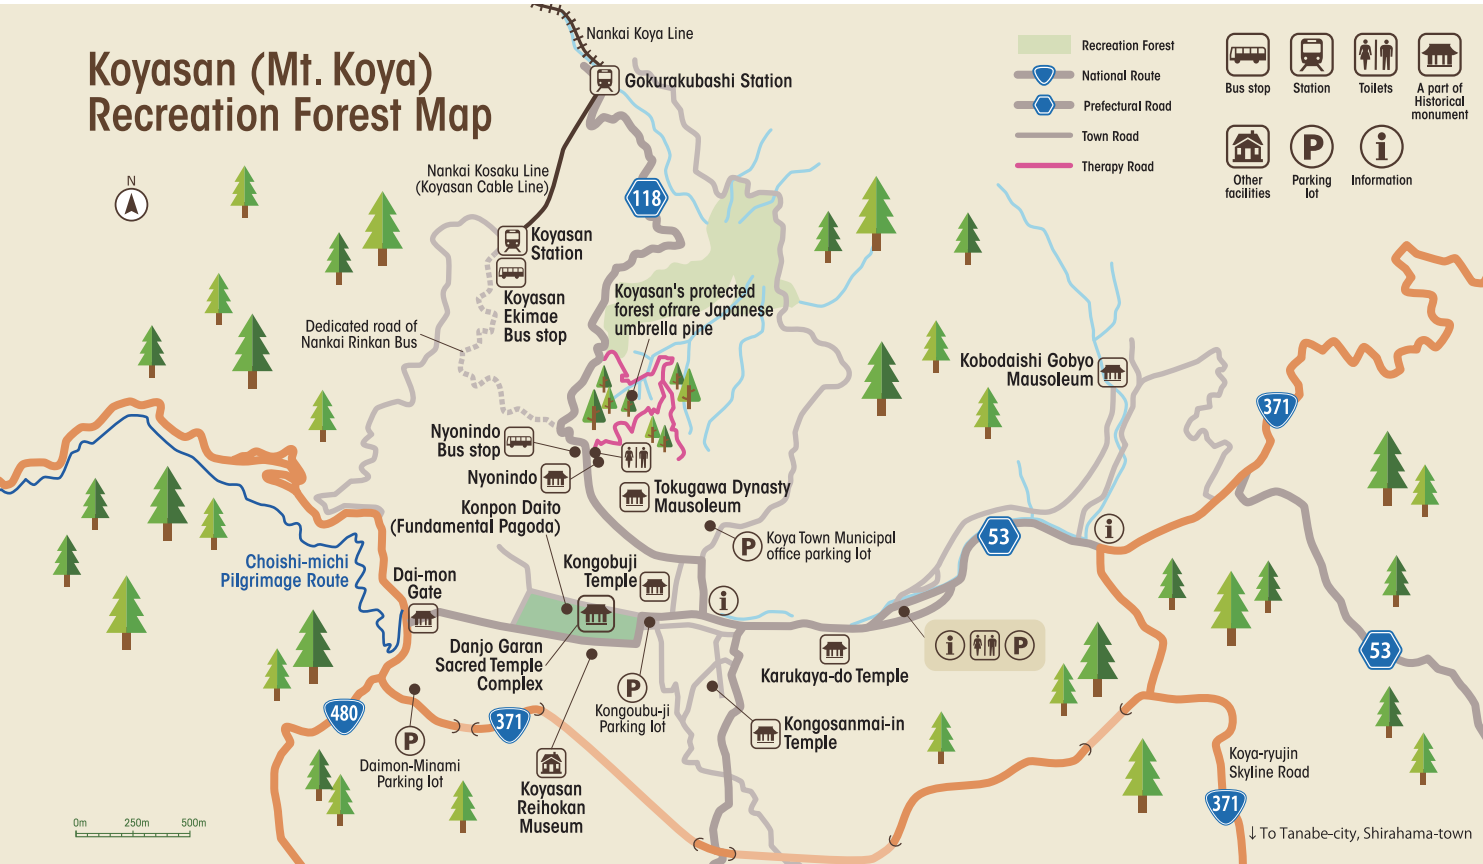 Koyasan (Mt. Koya)
Recreation Forest Map
N
Nankai Koya Line
Gokurakubashi Station
Nankai Kosaku Line
(Koyasan Cable Line)
118
Koyasan
Station
Koyasan
Ekimae
Bus stop
Dedicated road of
Nankai Rinkan Bus
Koyasan's protected
forest ofrare Japanese
umbrella pine
Recreation Forest
National Route
Prefectural Road
Town Road
Therapy Road
Bus stop
Station
Toilets
A part of
Historical
monument
Other
facilities
P
Parking
lot
i
Information
Kobodaishi Gobyo
Mausoleum
371
Nyonindo
Bus stop
Nyonindo
Tokugawa Dynasty
Mausoleum
Konpon Daito
(Fundamental Pagoda)
P
Koya Town Municipal
office parking lot
53
i
Choishi-michi
Pilgrimage Route
Dai-mon
Gate
Kongobuji
Temple
i
Danjo Garan
Sacred Temple
Complex
Karukaya-do Temple
i
P
53
480
371
P
Daimon-Minami
Parking lot
P
Kongoubu-ji
Parking lot
Kongosanmai-in
Temple
Koyasan
Reihokan
Museum
Koya-ryujin
Skyline Road
371
↓To Tanabe-city, Shirahama-town
0m
250m
500m